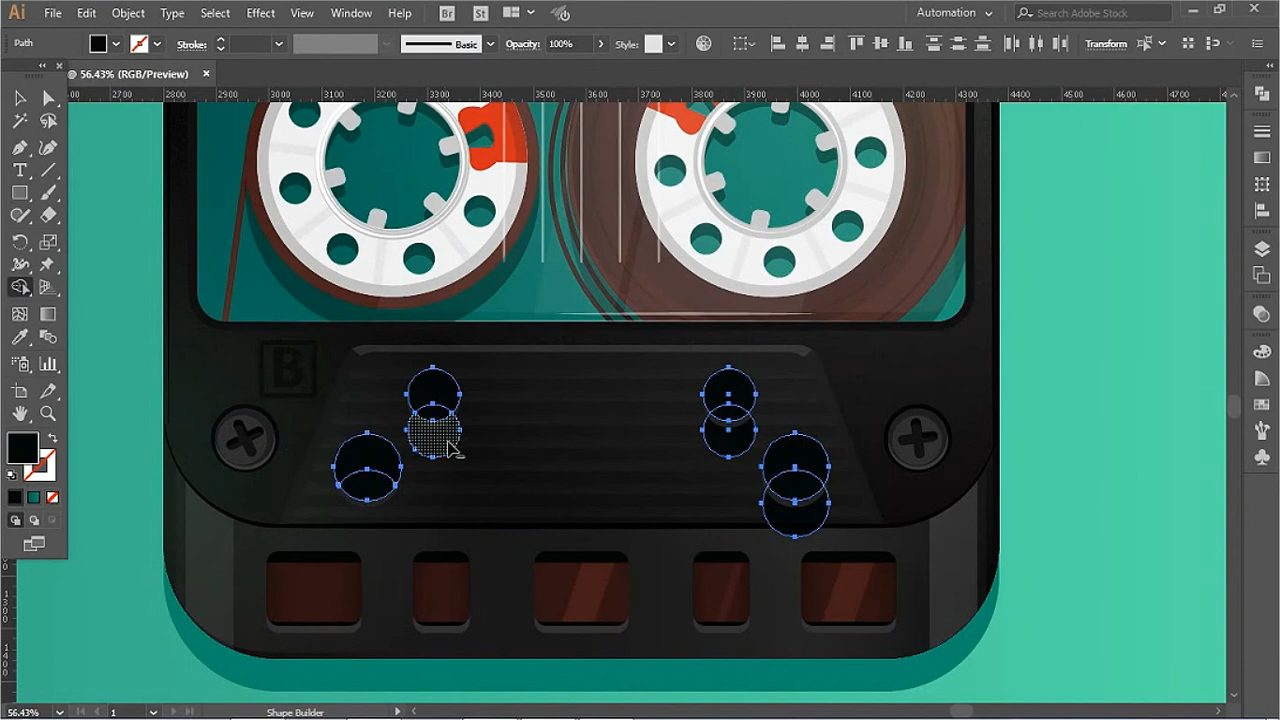 Ai File Edit Object Type Select Effect View Window Help Br St Automation Search Adobe Stock
Path Stroke: Basic Opacity: 100% Style: Transform
@ 56.43% (RGB/Preview)
2700 2800 2900 3000 3100 3200 3300 3400 3500 3600 3700 3800 3900 4000 4100 4200 4300 4400 4500 4600 4700
B
56.43% 1 Shape Builder